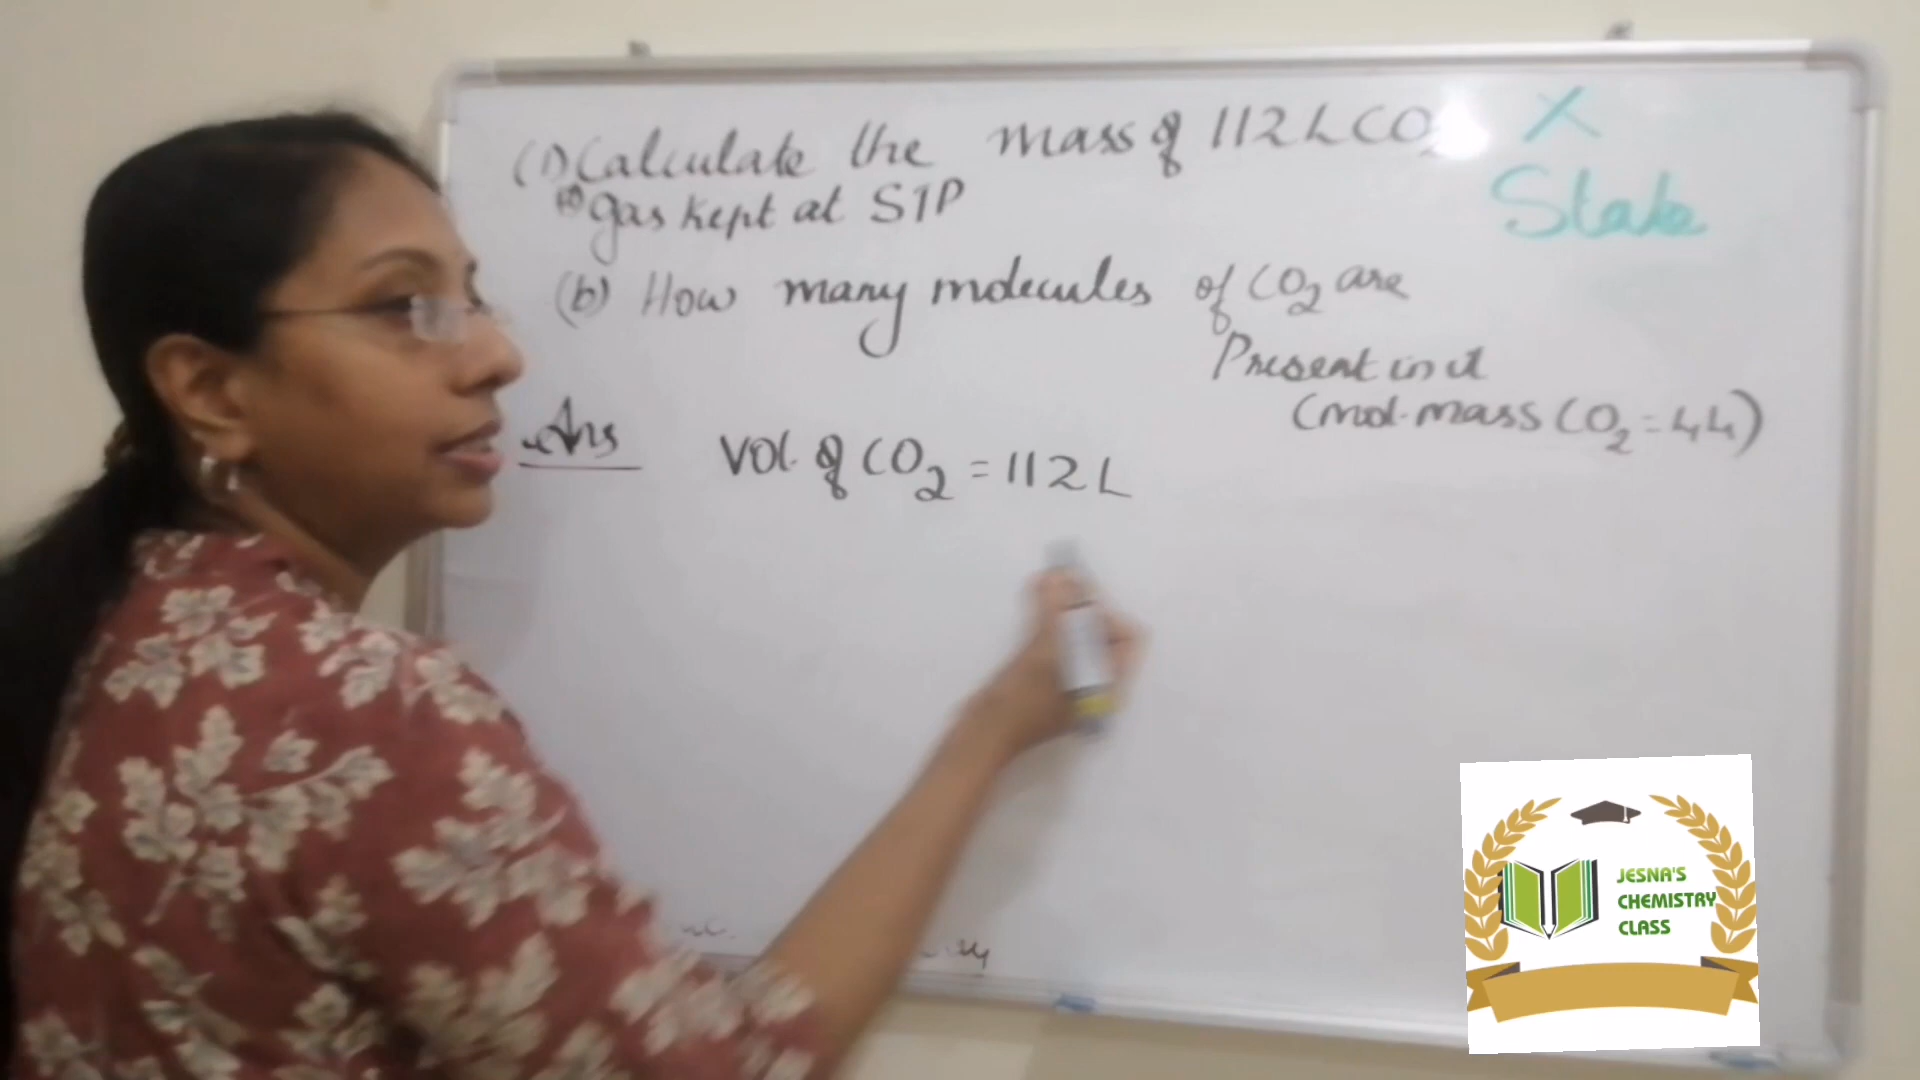 (1) Calculate the mass of 112L CO2
(a) gas kept at STP
(b) How many molecules of CO2 are
Present in it
(mol. mass CO2 = 44)
X
State
Ans
Vol. of CO2 = 112 L
JESNA'S
CHEMISTRY
CLASS